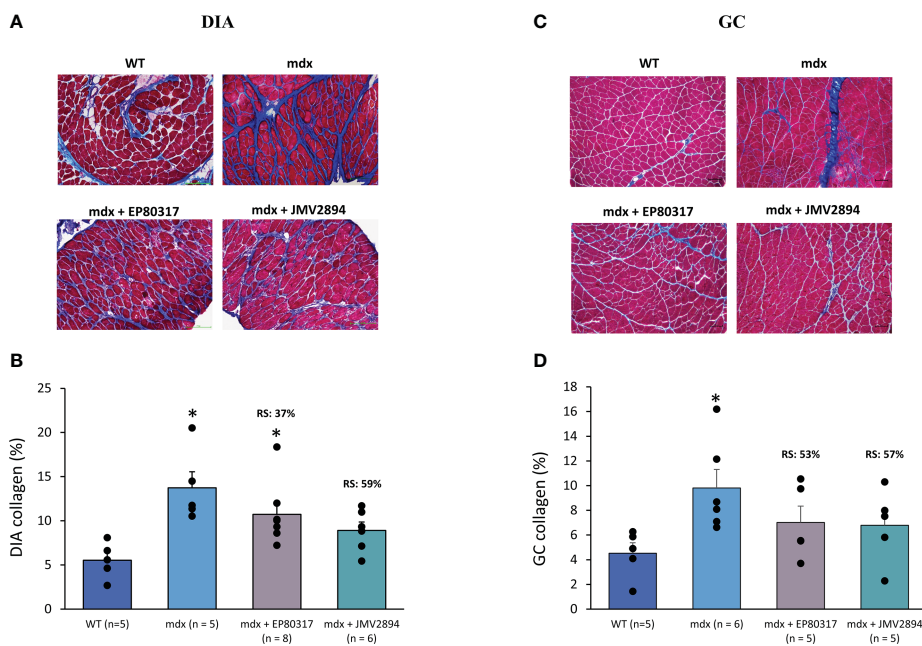 A
DIA
WT
mdx
mdx + EP80317
mdx + JMV2894
B
DIA collagen (%)
25
20
15
10
5
0
*
RS: 37%
*
RS: 59%
WT (n=5)
mdx (n = 5)
mdx + EP80317
(n = 8)
mdx + JMV2894
(n = 6)
C
GC
WT
mdx
mdx + EP80317
mdx + JMV2894
D
GC collagen (%)
18
16
14
12
10
8
6
4
2
0
*
RS: 53%
RS: 57%
WT (n=5)
mdx (n = 6)
mdx + EP80317
(n = 5)
mdx + JMV2894
(n = 5)